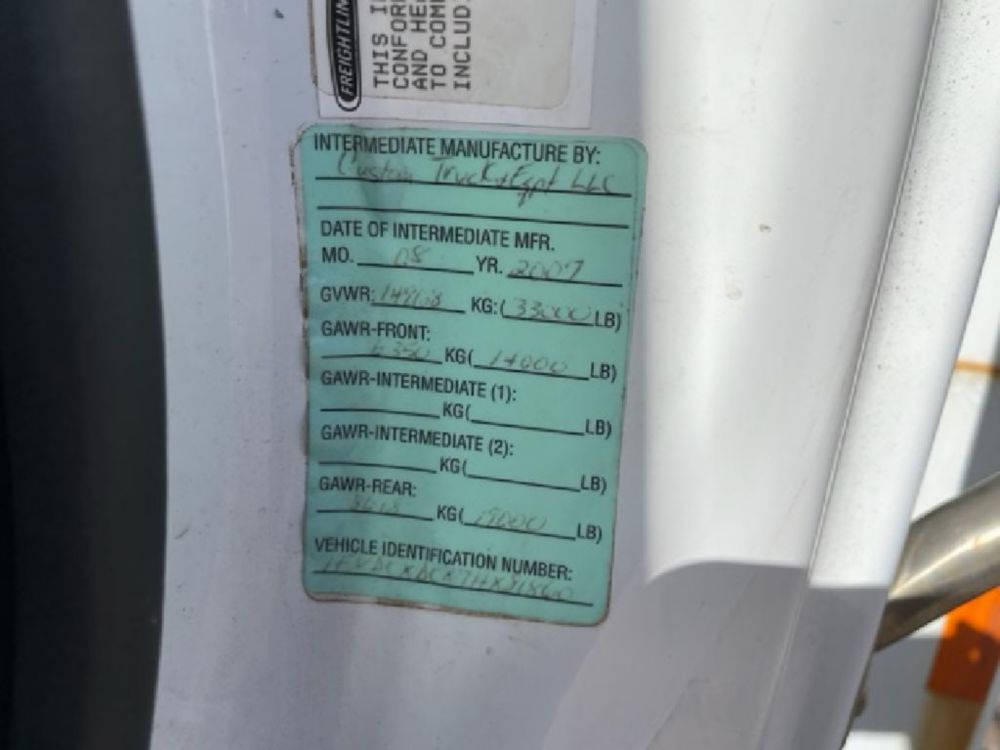 FREIGHTLIN
THIS I
CONFOR
AND HE
TO COM
INCLUD
INTERMEDIATE MANUFACTURE BY:
Custom Truck + Eqpt LLC
DATE OF INTERMEDIATE MFR.
MO. 08 YR. 2007
GVWR: 14968 KG: (33000 LB)
GAWR-FRONT:
6350 KG( 14000 LB)
GAWR-INTERMEDIATE (1):
KG( LB)
GAWR-INTERMEDIATE (2):
KG( LB)
GAWR-REAR:
8618 KG( 19000 LB)
VEHICLE IDENTIFICATION NUMBER: